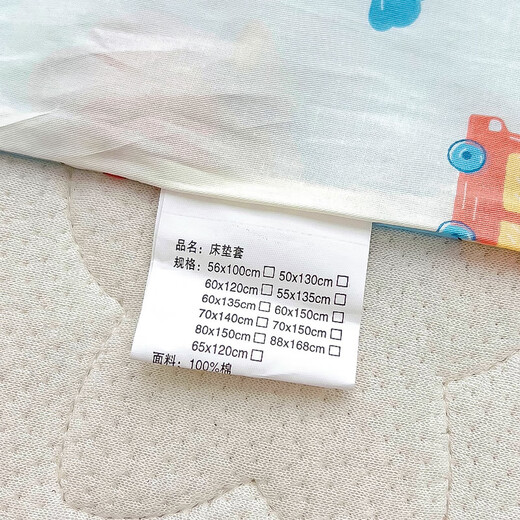 品名：床垫套
规格：56x100cm□ 50x130cm□
60x120cm□ 55x135cm□
60x135cm□ 60x150cm□
70x140cm□ 70x150cm□
80x150cm□ 88x168cm□
65x120cm□
面料：100%棉